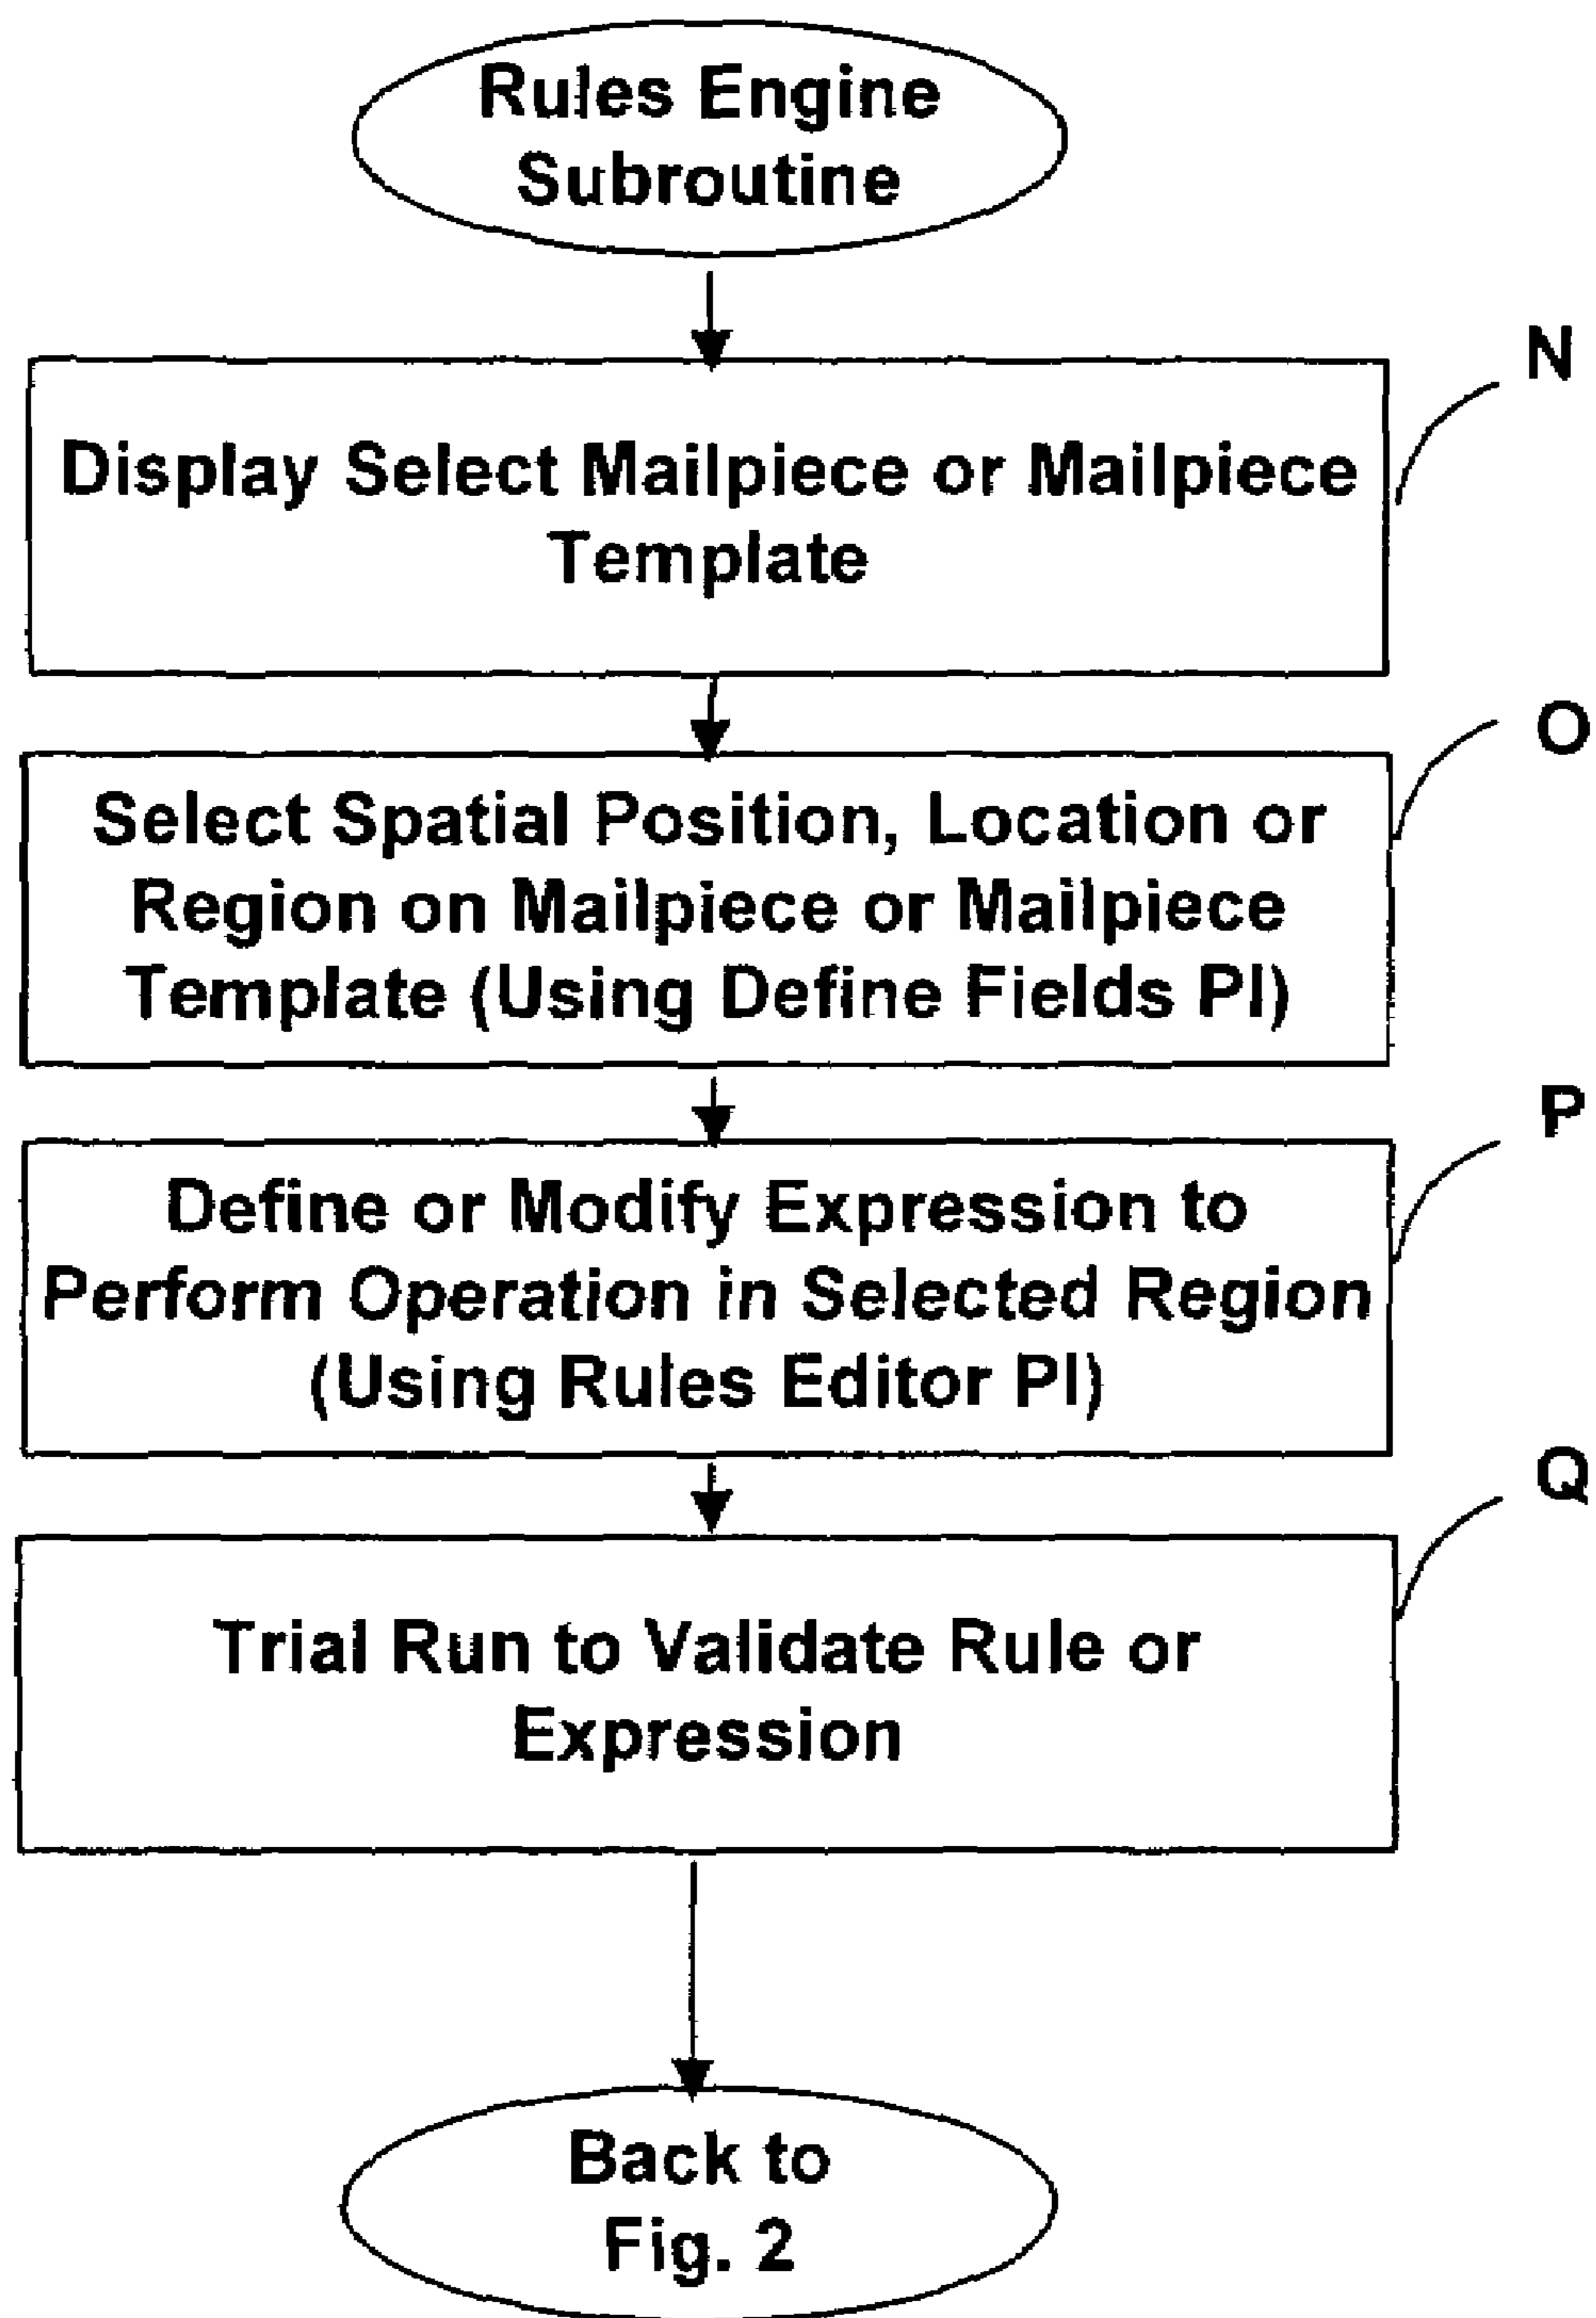 Rules Engine
Subroutine
N
Display Select Mailpiece or Mailpiece
Template
O
Select Spatial Position, Location or
Region on Mailpiece or Mailpiece
Template (Using Define Fields PI)
P
Define or Modify Expression to
Perform Operation in Selected Region
(Using Rules Editor PI)
Q
Trial Run to Validate Rule or
Expression
Back to
Fig. 2